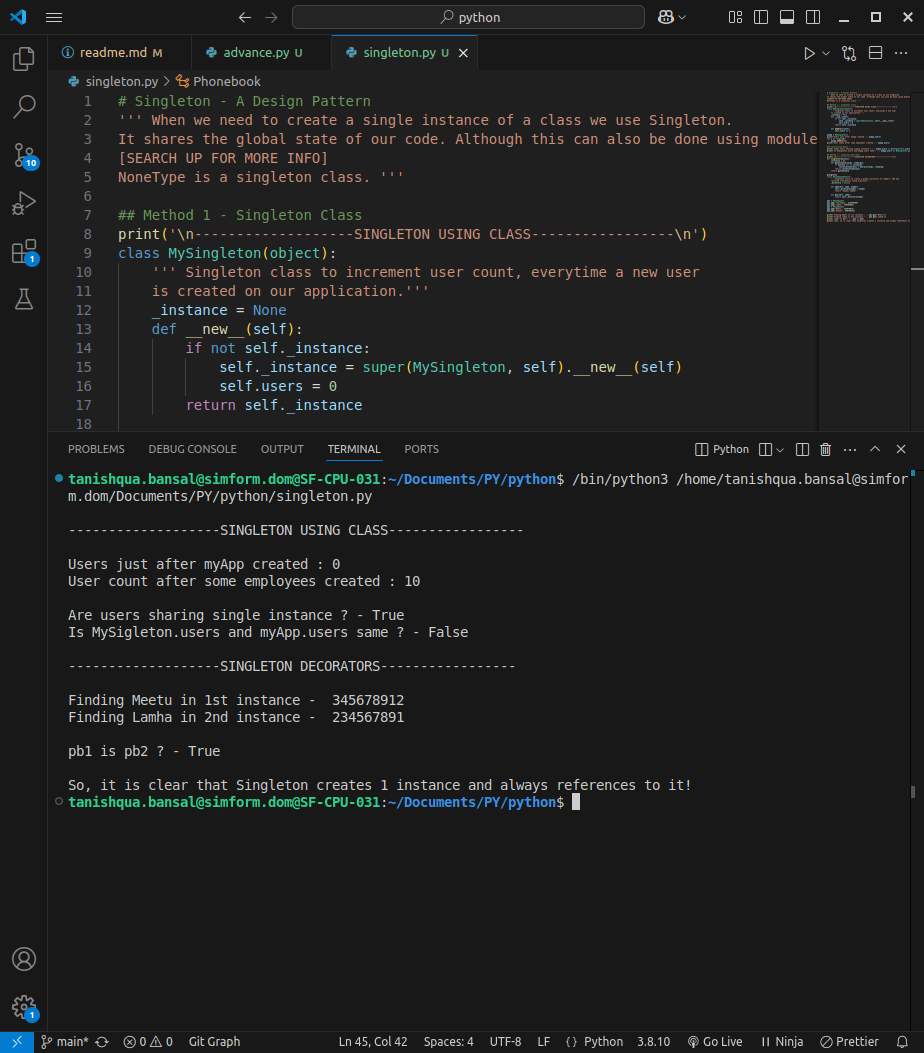 python
readme.md M
advance.py U
singleton.py U
singleton.py > Phonebook
1 # Singleton - A Design Pattern
2 ''' When we need to create a single instance of a class we use Singleton.
3 It shares the global state of our code. Although this can also be done using module
4 [SEARCH UP FOR MORE INFO]
5 NoneType is a singleton class. '''
6
7 ## Method 1 - Singleton Class
8 print('\n-------------------SINGLETON USING CLASS-----------------\n')
9 class MySingleton(object):
10 ''' Singleton class to increment user count, everytime a new user
11 is created on our application.'''
12 _instance = None
13 def __new__(self):
14 if not self._instance:
15 self._instance = super(MySingleton, self).__new__(self)
16 self.users = 0
17 return self._instance
18
10
1
PROBLEMS DEBUG CONSOLE OUTPUT TERMINAL PORTS Python
tanishqua.bansal@simform.dom@SF-CPU-031:~/Documents/PY/python$ /bin/python3 /home/tanishqua.bansal@simfor
m.dom/Documents/PY/python/singleton.py
-------------------SINGLETON USING CLASS-----------------
Users just after myApp created : 0
User count after some employees created : 10
Are users sharing single instance ? - True
Is MySigleton.users and myApp.users same ? - False
-------------------SINGLETON DECORATORS-----------------
Finding Meetu in 1st instance -  345678912
Finding Lamha in 2nd instance -  234567891
pb1 is pb2 ? - True
So, it is clear that Singleton creates 1 instance and always references to it!
tanishqua.bansal@simform.dom@SF-CPU-031:~/Documents/PY/python$
1
main* 0 0 Git Graph Ln 45, Col 42 Spaces: 4 UTF-8 LF {} Python 3.8.10 Go Live Ninja Prettier